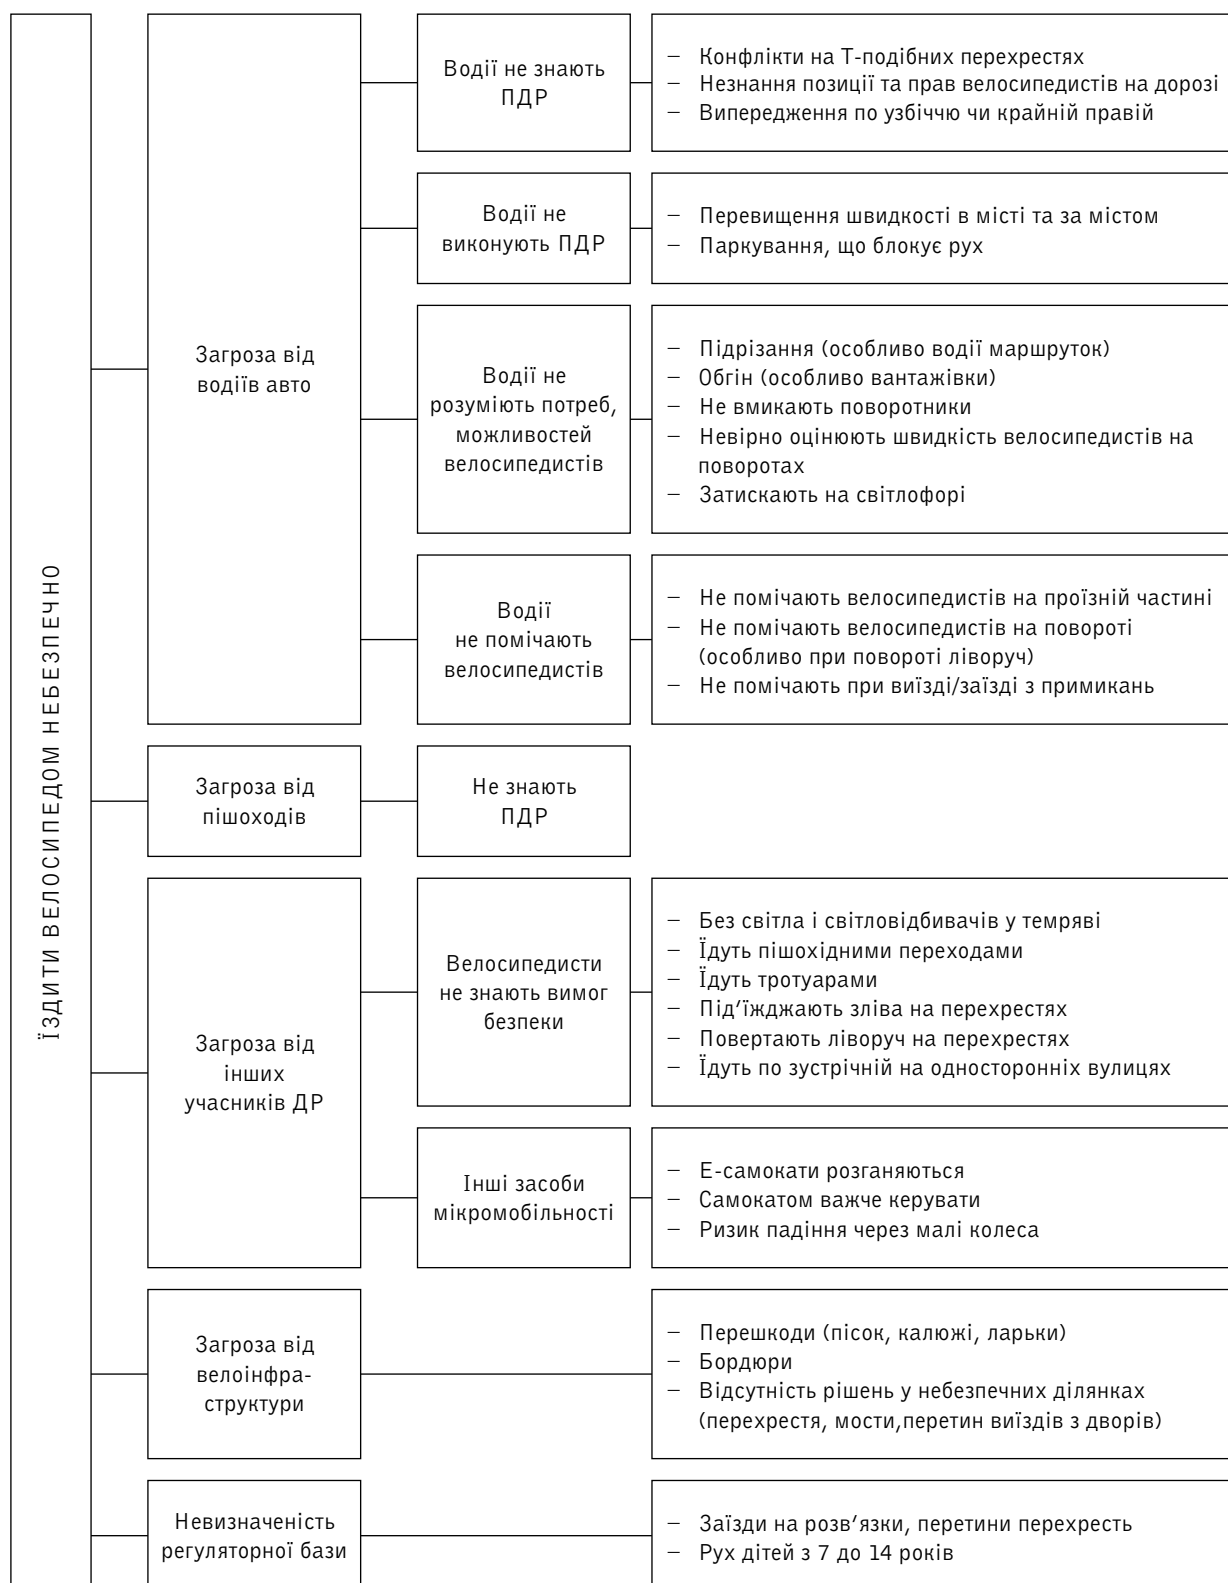 ЇЗДИТИ ВЕЛОСИПЕДОМ НЕБЕЗПЕЧНО
Загроза від
водіїв авто
Водії не знають
ПДР
– Конфлікти на Т-подібних перехрестях
– Незнання позиції та прав велосипедистів на дорозі
– Випередження по узбіччю чи крайній правій
Водії не
виконують ПДР
– Перевищення швидкості в місті та за містом
– Паркування, що блокує рух
Водії не
розуміють потреб,
можливостей
велосипедистів
– Підрізання (особливо водії маршруток)
– Обгін (особливо вантажівки)
– Не вмикають поворотники
– Невірно оцінюють швидкість велосипедистів на
поворотах
– Затискають на світлофорі
Водії
не помічають
велосипедистів
– Не помічають велосипедистів на проїзній частині
– Не помічають велосипедистів на повороті
(особливо при повороті ліворуч)
– Не помічають при виїзді/заїзді з примикань
Загроза від
пішоходів
Не знають
ПДР
Загроза від
інших
учасників ДР
Велосипедисти
не знають вимог
безпеки
– Без світла і світловідбивачів у темряві
– Їдуть пішохідними переходами
– Їдуть тротуарами
– Під’їжджають зліва на перехрестях
– Повертають ліворуч на перехрестях
– Їдуть по зустрічній на односторонніх вулицях
Інші засоби
мікромобільності
– Е-самокати розганяються
– Самокатом важче керувати
– Ризик падіння через малі колеса
Загроза від
велоінфра-
структури
– Перешкоди (пісок, калюжі, ларьки)
– Бордюри
– Відсутність рішень у небезпечних ділянках
(перехрестя, мости,перетин виїздів з дворів)
Невизначеність
регуляторної бази
– Заїзди на розв’язки, перетини перехресть
– Рух дітей з 7 до 14 років